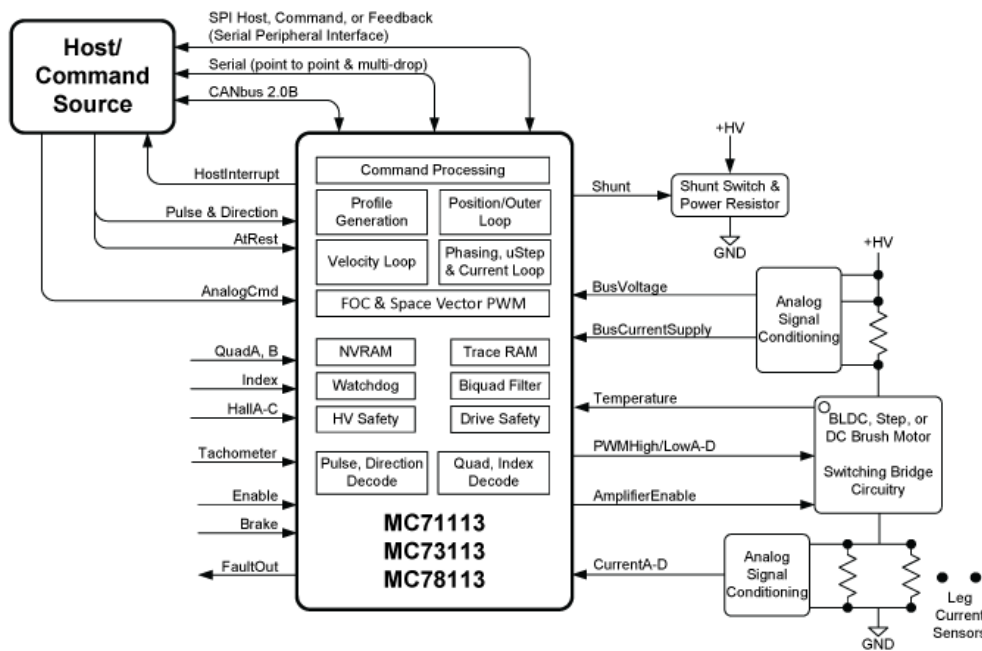 SPI Host, Command, or Feedback
(Serial Peripheral Interface)
Host/
Command
Source
Serial (point to point & multi-drop)
CANbus 2.0B
HostInterrupt
Pulse & Direction
AtRest
AnalogCmd
QuadA, B
Index
HallA-C
Tachometer
Enable
Brake
FaultOut
Command Processing
Profile
Generation
Position/Outer
Loop
Velocity Loop
Phasing, uStep
& Current Loop
FOC & Space Vector PWM
NVRAM
Trace RAM
Watchdog
Biquad Filter
HV Safety
Drive Safety
Pulse, Direction
Decode
Quad, Index
Decode
MC71113
MC73113
MC78113
Shunt
+HV
Shunt Switch &
Power Resistor
GND
BusVoltage
BusCurrentSupply
Analog
Signal
Conditioning
+HV
Temperature
PWMHigh/LowA-D
AmplifierEnable
BLDC, Step, or
DC Brush Motor
Switching Bridge
Circuitry
CurrentA-D
Analog
Signal
Conditioning
GND
Leg
Current
Sensors